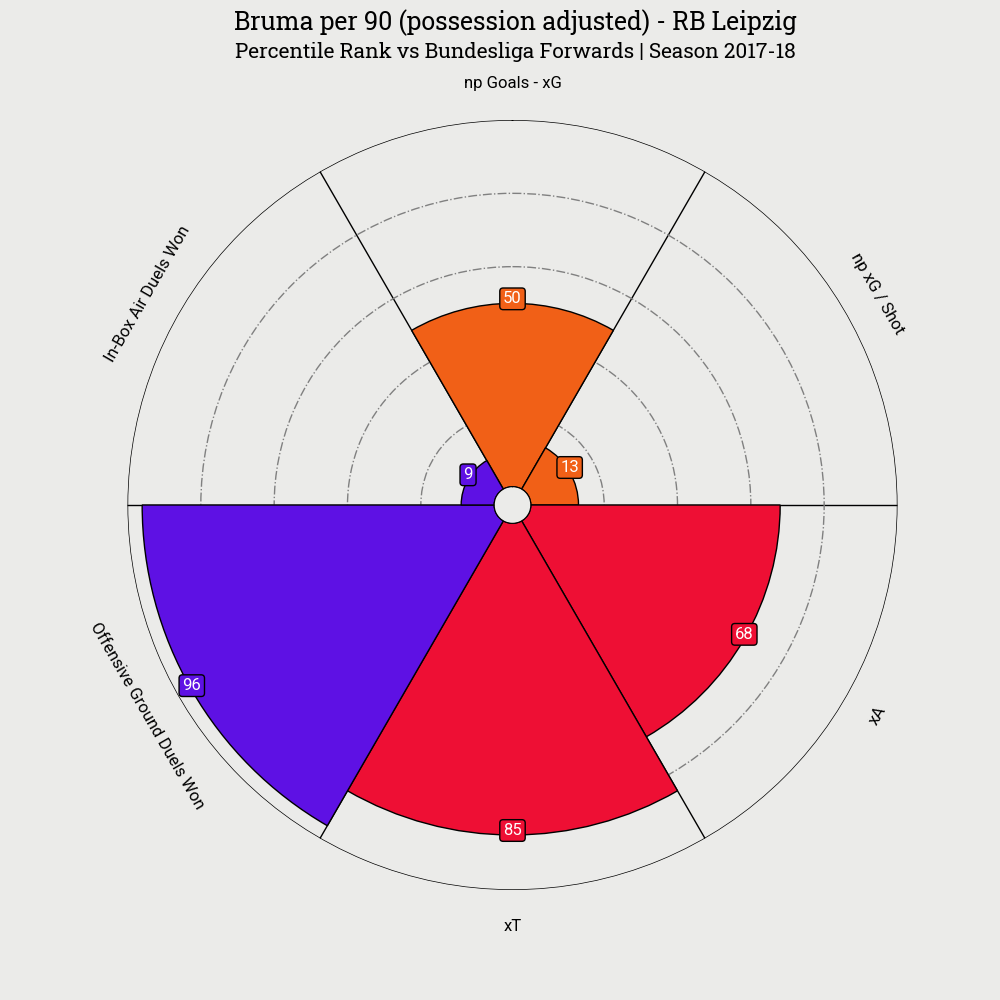 Bruma per 90 (possession adjusted) - RB Leipzig
Percentile Rank vs Bundesliga Forwards | Season 2017-18
np Goals - xG
In-Box Air Duels Won
np xG / Shot
50
9
13
68
96
Offensive Ground Duels Won
xA
85
xT